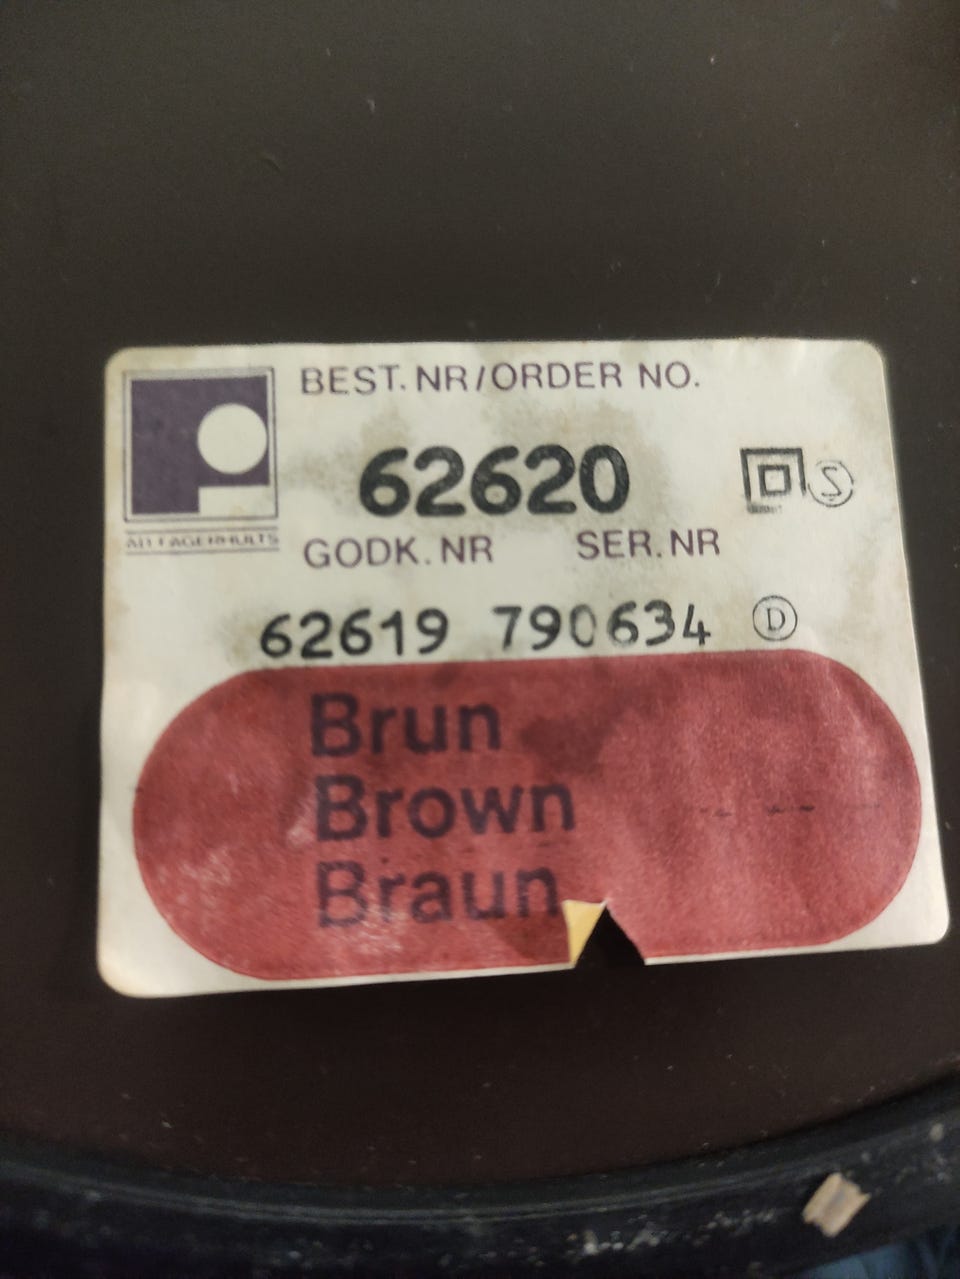 BEST. NR/ORDER NO.
62620
S
AB FAGERHULTS
GODK. NR SER. NR
62619 790634 D
Brun
Brown
Braun